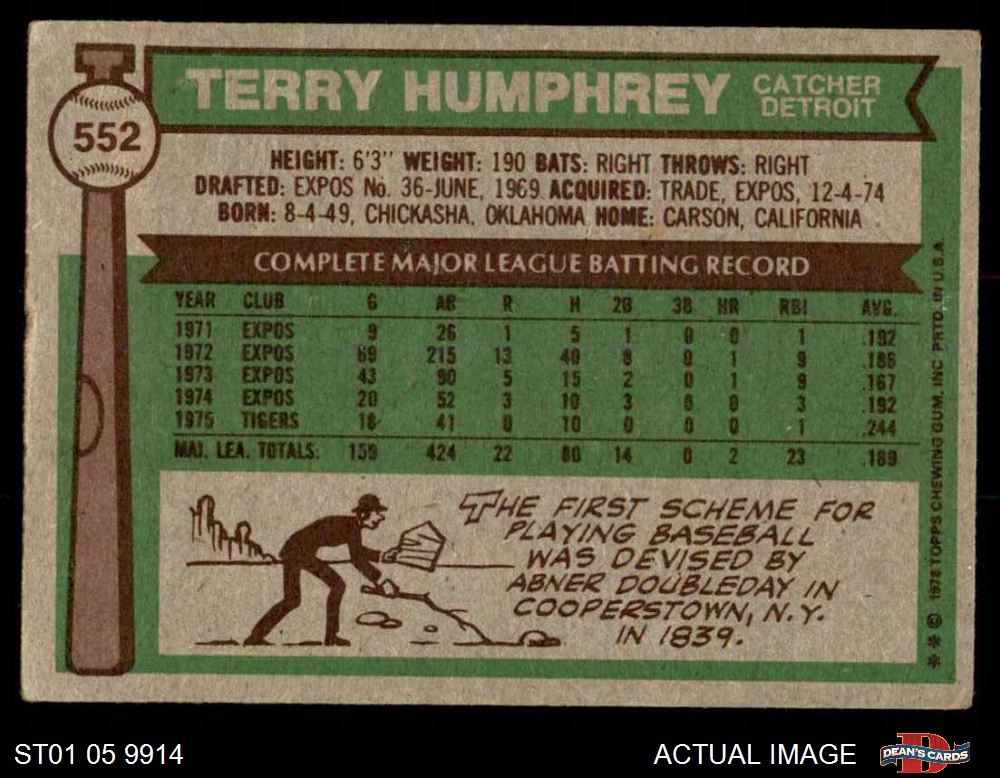 552
TERRY HUMPHREY
CATCHER
DETROIT
HEIGHT: 6'3" WEIGHT: 190 BATS: RIGHT THROWS: RIGHT
DRAFTED: EXPOS No. 36-JUNE, 1969 ACQUIRED: TRADE, EXPOS, 12-4-74
BORN: 8-4-49, CHICKASHA, OKLAHOMA HOME: CARSON, CALIFORNIA
COMPLETE MAJOR LEAGUE BATTING RECORD
YEAR CLUB G AB R H 2B 3B HR RBI AVG.
1971 EXPOS 9 26 1 5 1 0 0 1 .192
1972 EXPOS 69 215 13 40 8 0 1 9 .186
1973 EXPOS 43 90 5 15 2 0 1 9 .167
1974 EXPOS 20 52 3 10 3 0 0 3 .192
1975 TIGERS 18 41 0 10 0 0 0 1 .244
MAJ. LEA. TOTALS: 159 424 22 80 14 0 2 23 .189
THE FIRST SCHEME FOR
PLAYING BASEBALL
WAS DEVISED BY
ABNER DOUBLEDAY IN
COOPERSTOWN, N.Y.
IN 1839.
** © 1976 TOPPS CHEWING GUM, INC. PRTD. IN U.S.A.
ST01 05 9914
ACTUAL IMAGE
D
DEAN'S CARDS